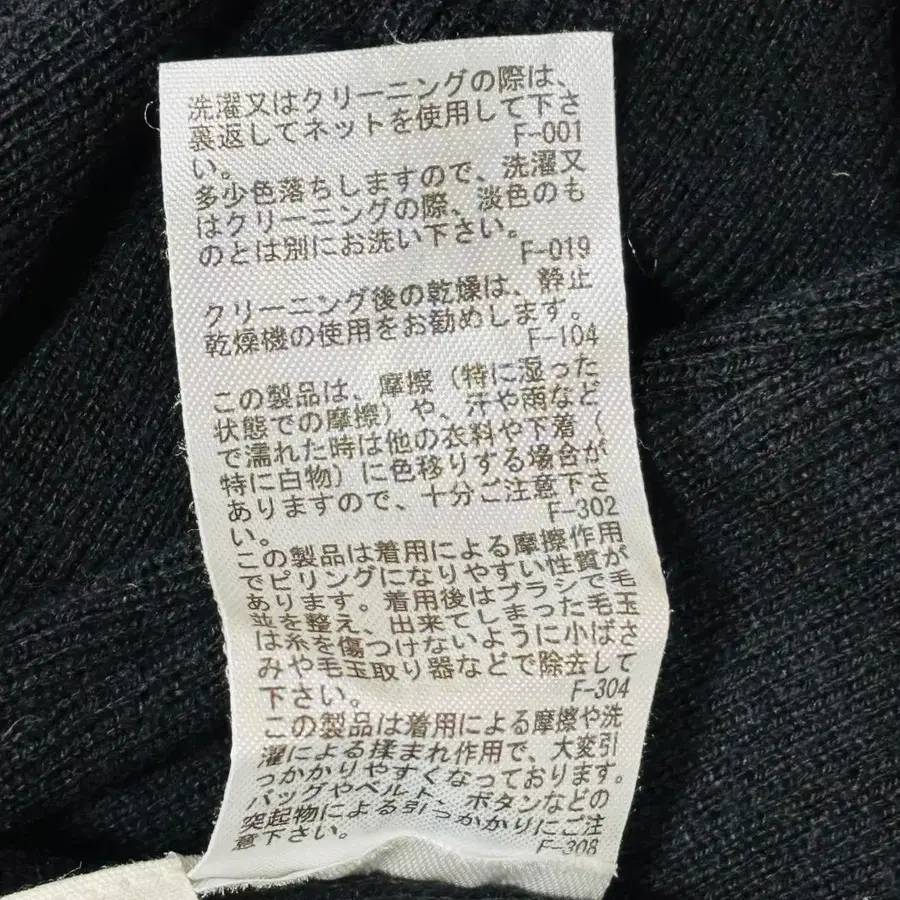 洗濯又はクリーニングの際は、
裏返してネットを使用して下さ
い。
F-001
多少色落ちしますので、洗濯又
はクリーニングの際、淡色のも
のとは別にお洗い下さい。
F-019
クリーニング後の乾燥は、静止
乾燥機の使用をお勧めします。
F-104
この製品は、摩擦（特に湿った
状態での摩擦）や、汗や雨など
で濡れた時は他の衣料や下着（
特に白物）に色移りする場合が
ありますので、十分ご注意下さ
い。
F-302
この製品は着用による摩擦作用
でピリングになりやすい性質が
あります。着用後はブラシで毛
並を整え、出来てしまった毛玉
は糸を傷つけないように小ばさ
みや毛玉取り器などで除去して
下さい。
F-304
この製品は着用による摩擦や洗
濯による揉まれ作用で、大変引
っかかりやすくなっております。
バッグやベルト、ボタンなどの
突起物による引っかかりにご注
意下さい。
F-308